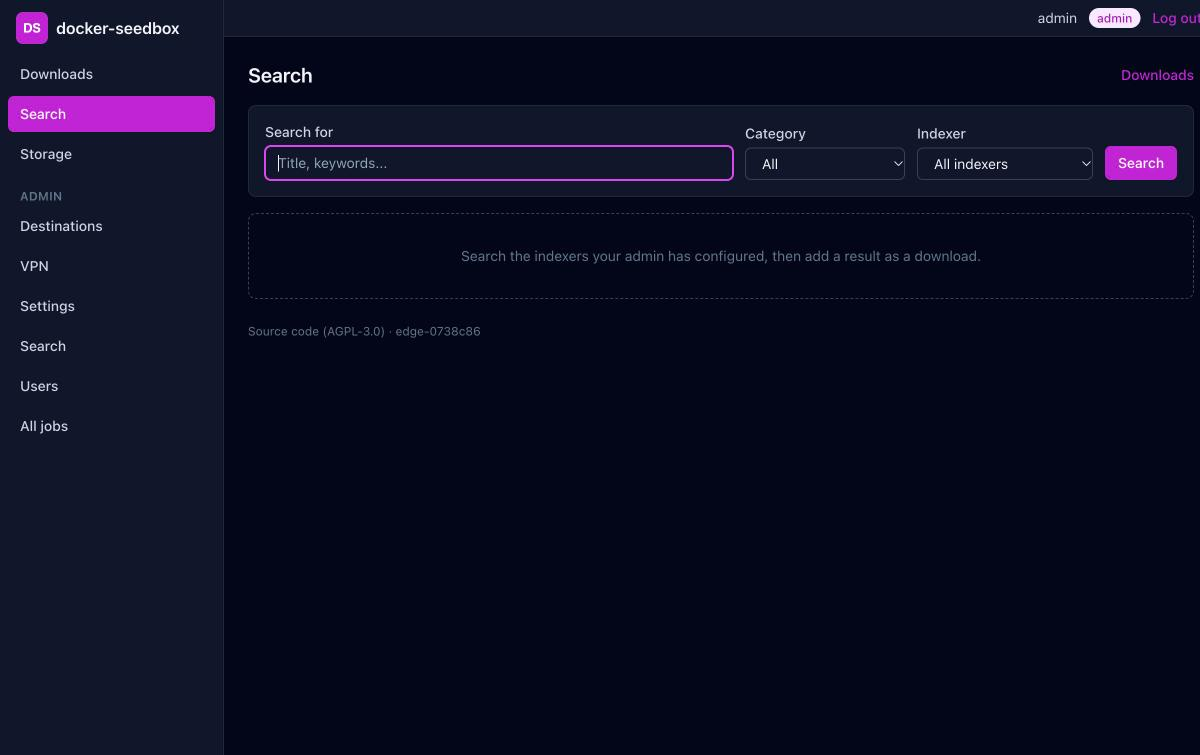 DS docker-seedbox
admin admin Log out
Downloads
Search
Storage
ADMIN
Destinations
VPN
Settings
Search
Users
All jobs
Search
Downloads
Search for
Category
Indexer
Title, keywords...
All
All indexers
Search
Search the indexers your admin has configured, then add a result as a download.
Source code (AGPL-3.0) · edge-0738c86